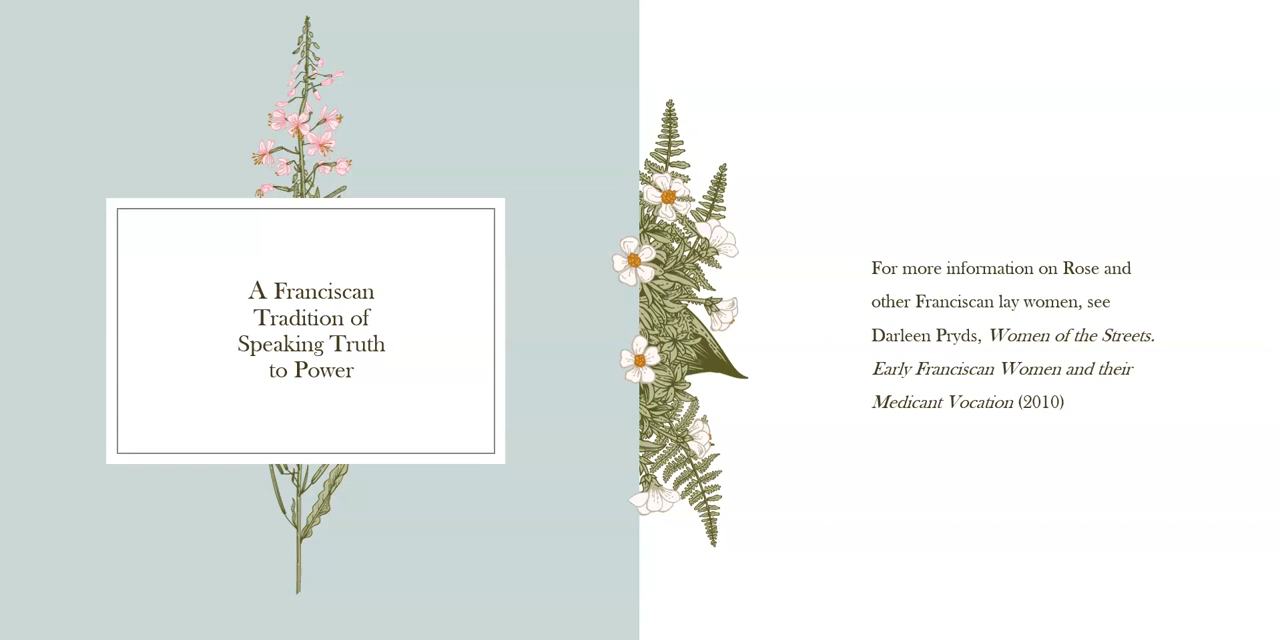 A Franciscan
Tradition of
Speaking Truth
to Power
For more information on Rose and
other Franciscan lay women, see
Darleen Pryds, Women of the Streets.
Early Franciscan Women and their
Medicant Vocation (2010)